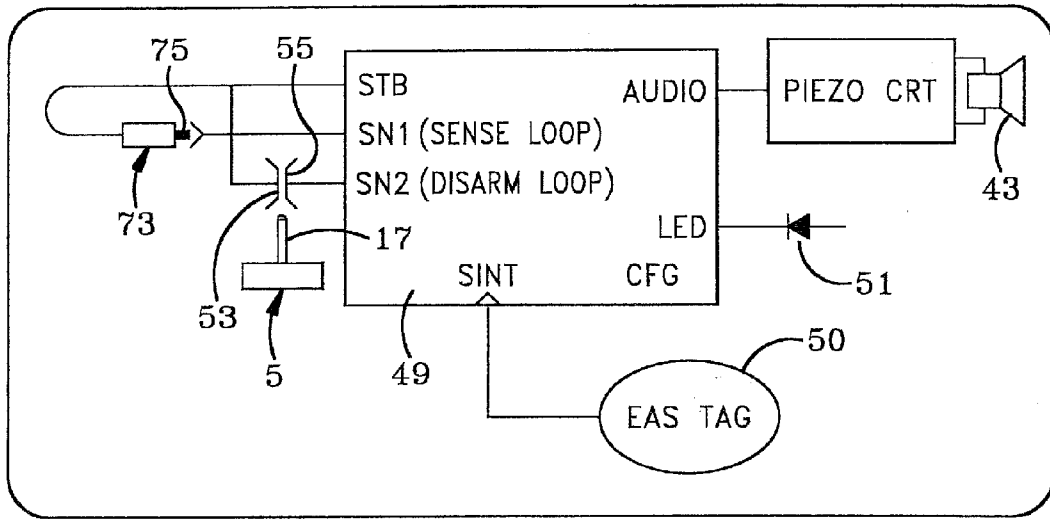 75
55
STB
AUDIO
PIEZO CRT
SN1 (SENSE LOOP)
43
SN2 (DISARM LOOP)
73
17
LED
53
SINT
CFG
51
5
49
50
EAS TAG